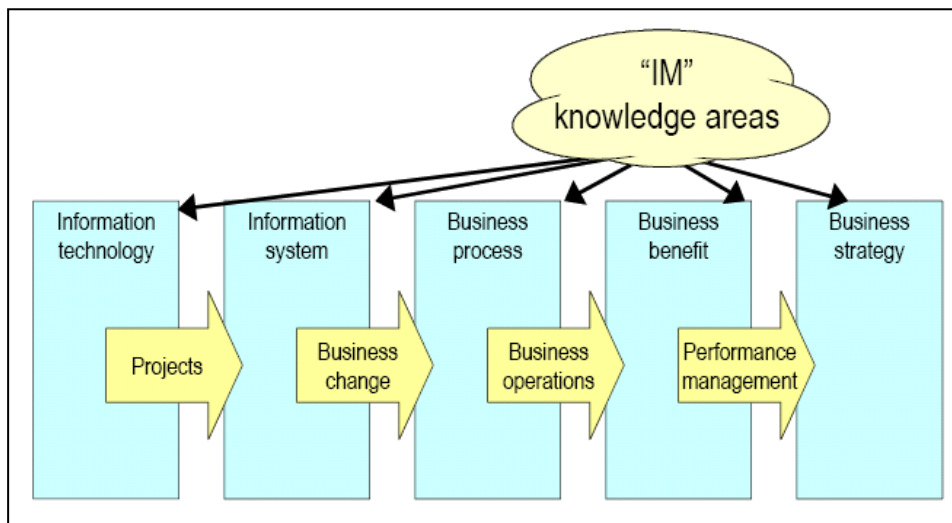 “IM”
knowledge areas
Information
technology
Information
system
Business
process
Business
benefit
Business
strategy
Projects
Business
change
Business
operations
Performance
management